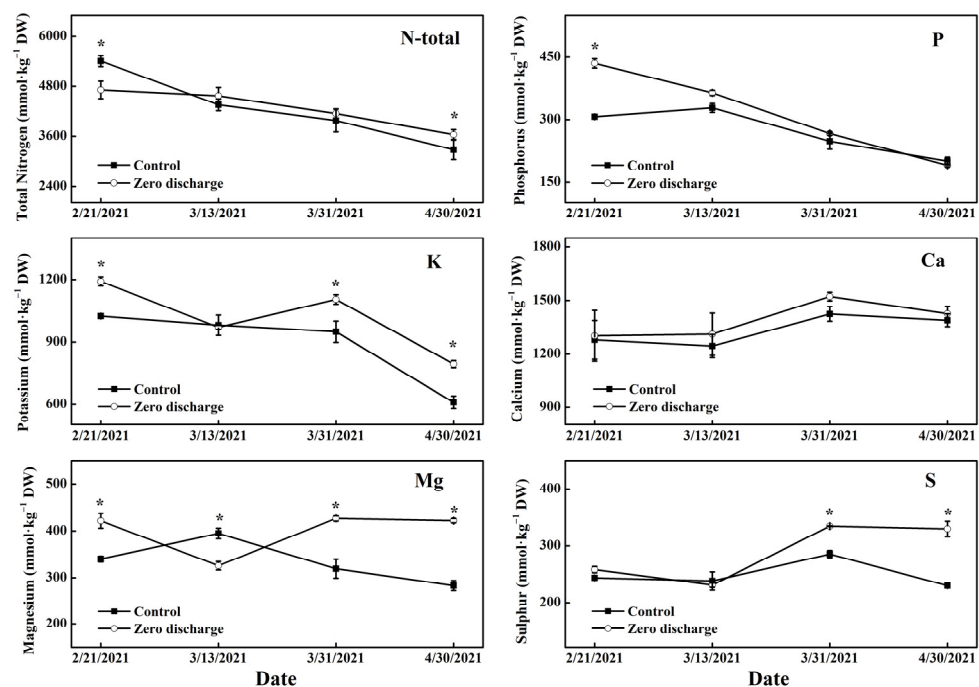 N-total
Total Nitrogen (mmol·kg⁻¹ DW)
6000
4800
3600
2400
*
*
Control
Zero discharge
2/21/2021 3/13/2021 3/31/2021 4/30/2021
P
Phosphorus (mmol·kg⁻¹ DW)
450
300
150
*
Control
Zero discharge
2/21/2021 3/13/2021 3/31/2021 4/30/2021
K
Potassium (mmol·kg⁻¹ DW)
1200
900
600
*
*
*
Control
Zero discharge
2/21/2021 3/13/2021 3/31/2021 4/30/2021
Ca
Calcium (mmol·kg⁻¹ DW)
1800
1500
1200
900
Control
Zero discharge
2/21/2021 3/13/2021 3/31/2021 4/30/2021
Mg
Magnesium (mmol·kg⁻¹ DW)
500
400
300
200
*
*
*
*
Control
Zero discharge
2/21/2021 3/13/2021 3/31/2021 4/30/2021
Date
S
Sulphur (mmol·kg⁻¹ DW)
400
300
200
*
*
Control
Zero discharge
2/21/2021 3/13/2021 3/31/2021 4/30/2021
Date